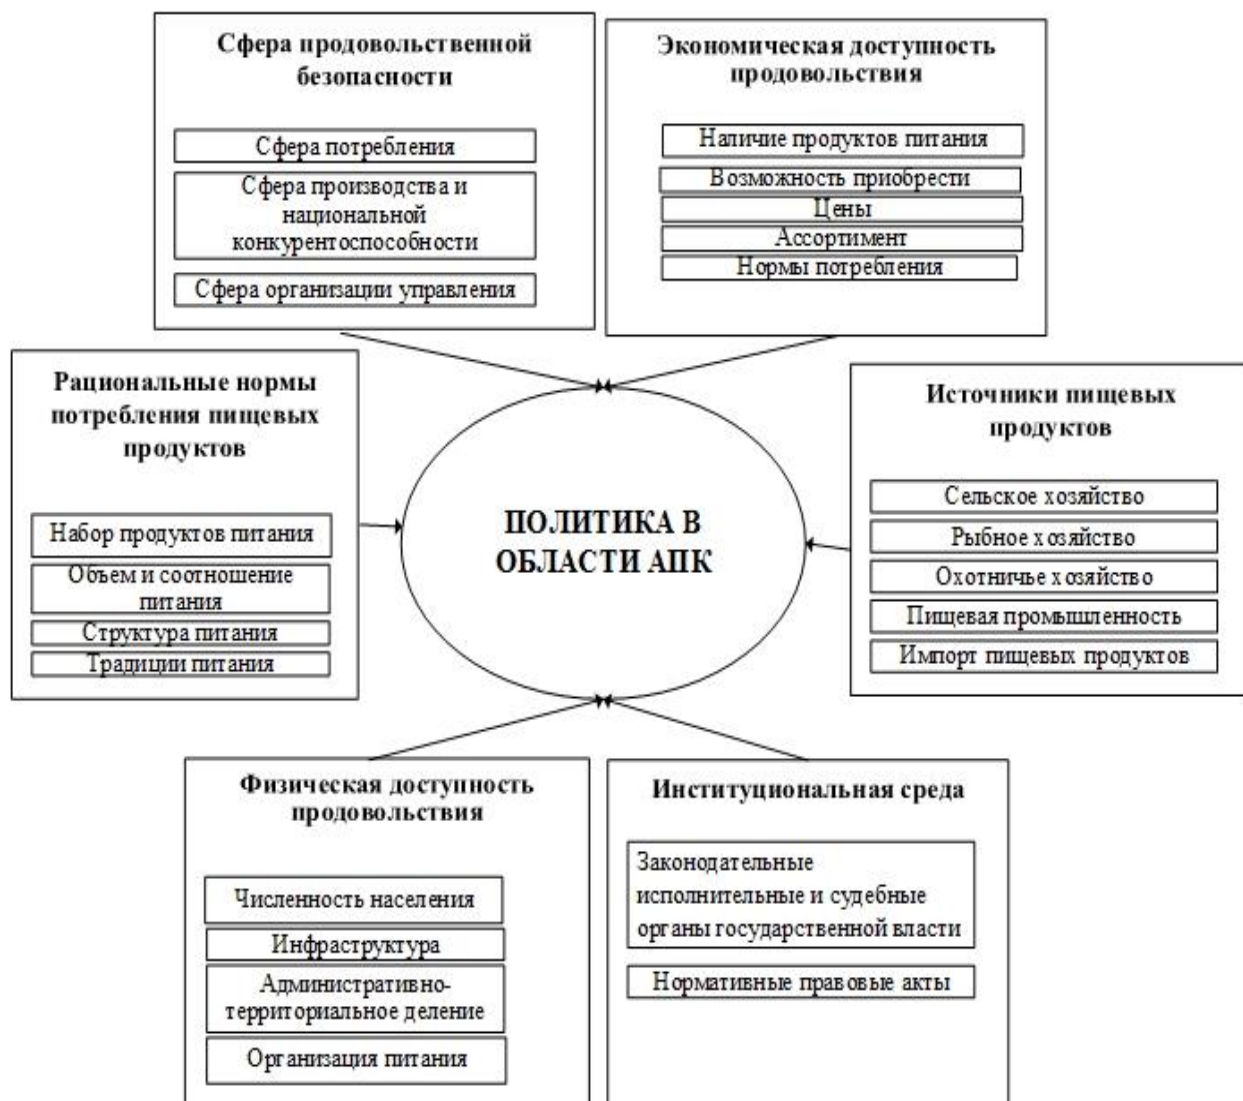 Сфера продовольственной
безопасности
Сфера потребления
Сфера производства и
национальной
конкурентоспособности
Сфера организации управления
Экономическая доступность
продовольствия
Наличие продуктов питания
Возможность приобрести
Цены
Ассортимент
Нормы потребления
Рациональные нормы
потребления пищевых
продуктов
Набор продуктов питания
Объем и соотношение
питания
Структура питания
Традиции питания
ПОЛИТИКА В
ОБЛАСТИ АПК
Источники пищевых
продуктов
Сельское хозяйство
Рыбное хозяйство
Охотничье хозяйство
Пищевая промышленность
Импорт пищевых продуктов
Физическая доступность
продовольствия
Численность населения
Инфраструктура
Административно-
территориальное деление
Организация питания
Институциональная среда
Законодательные
исполнительные и судебные
органы государственной власти
Нормативные правовые акты